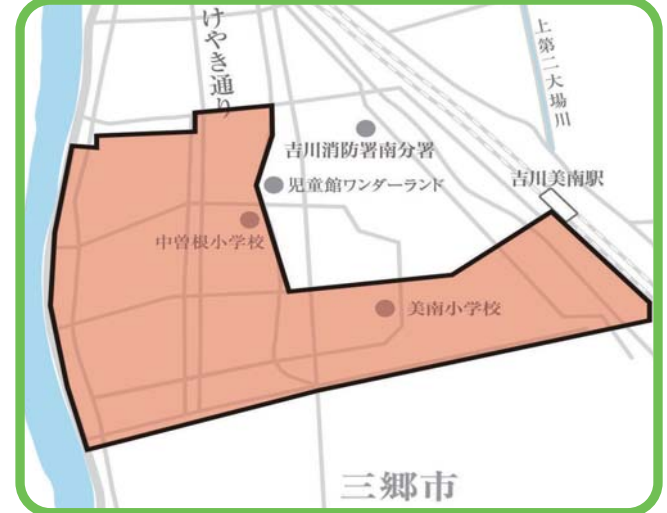 けやき通り
上第二大場川
吉川消防署南分署
児童館ワンダーランド
吉川美南駅
中曽根小学校
美南小学校
三郷市